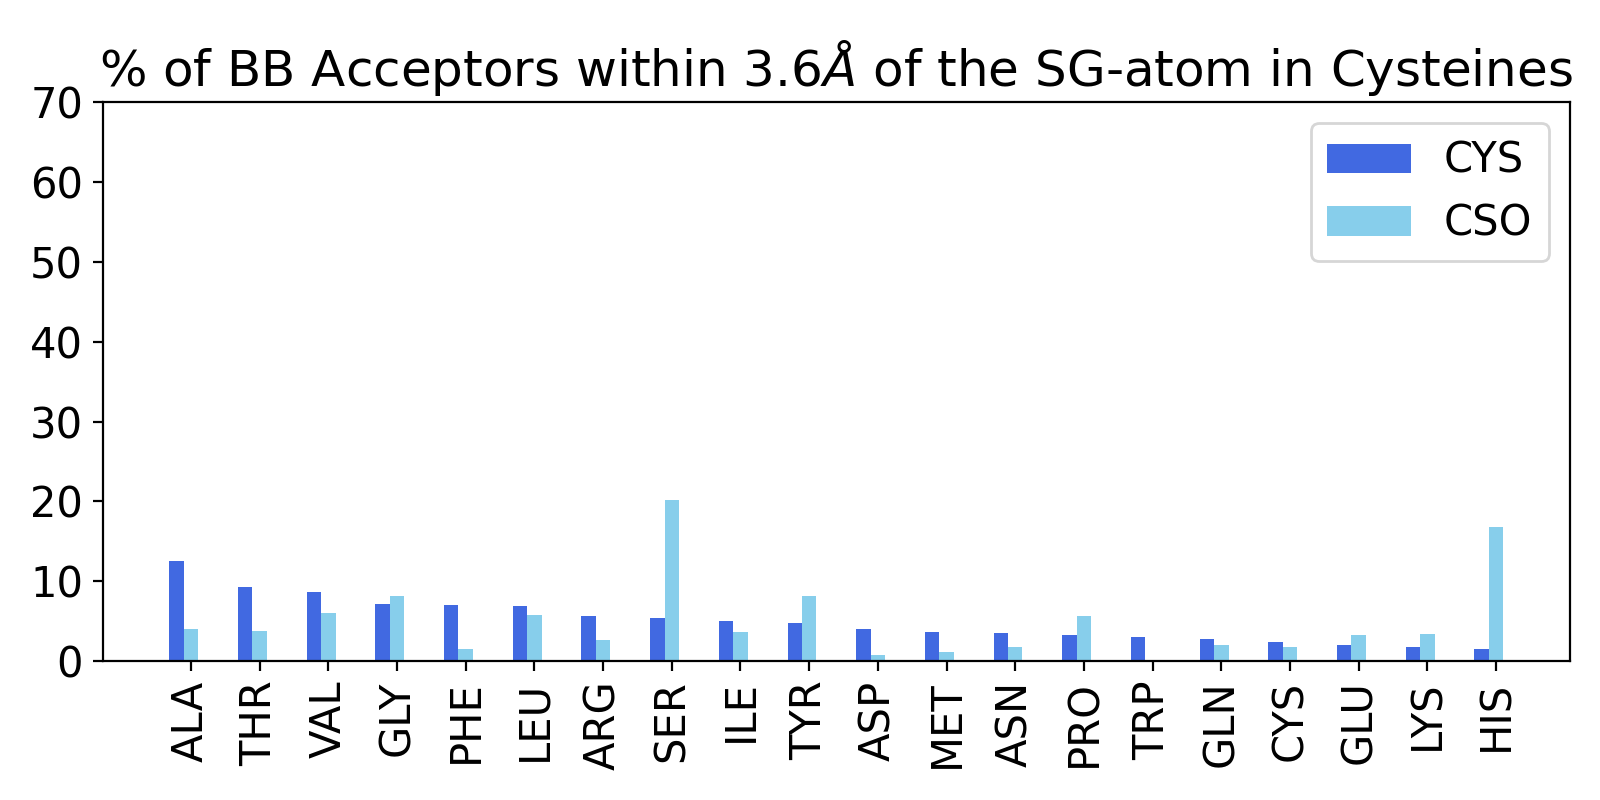 % of BB Acceptors within 3.6Å of the SG-atom in Cysteines
70
60
50
40
30
20
10
0
CYS
CSO
ALA
THR
VAL
GLY
PHE
LEU
ARG
SER
ILE
TYR
ASP
MET
ASN
PRO
TRP
GLN
CYS
GLU
LYS
HIS